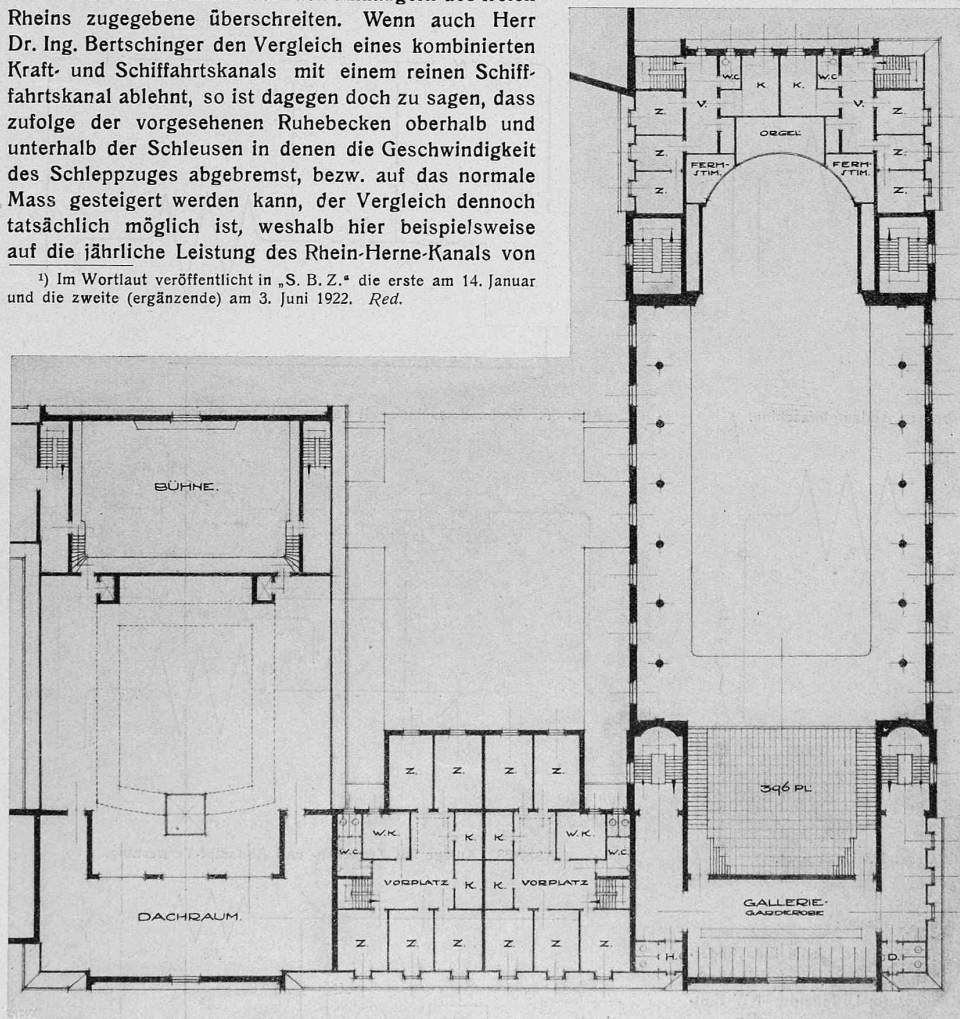 Rheins zugegebene überschreiten. Wenn auch Herr
Dr. Ing. Bertschinger den Vergleich eines kombinierten
Kraft- und Schiffahrtskanals mit einem reinen Schiff-
fahrtskanal ablehnt, so ist dagegen doch zu sagen, dass
zufolge der vorgesehenen Ruhebecken oberhalb und
unterhalb der Schleusen in denen die Geschwindigkeit
des Schleppzuges abgebremst, bezw. auf das normale
Mass gesteigert werden kann, der Vergleich dennoch
tatsächlich möglich ist, weshalb hier beispielsweise
auf die jährliche Leistung des Rhein-Herne-Kanals von
¹) Im Wortlaut veröffentlicht in „S. B. Z.“ die erste am 14. Januar
und die zweite (ergänzende) am 3. Juni 1922. Red.
W.C. K. K. W.C.
Z. V. V. Z.
ORGEL
Z. Z.
FERN-
STIM.
FERN-
STIM.
Z. Z.
BÜHNE.
Z. Z. Z. Z.
396 PL.
W.K. K. K. W.K.
W.C. W.C.
VORPLATZ K. K. VORPLATZ
GALLERIE-
GARDEROBE
DACHRAUM.
Z. Z. Z. Z. Z. Z.
H. D.